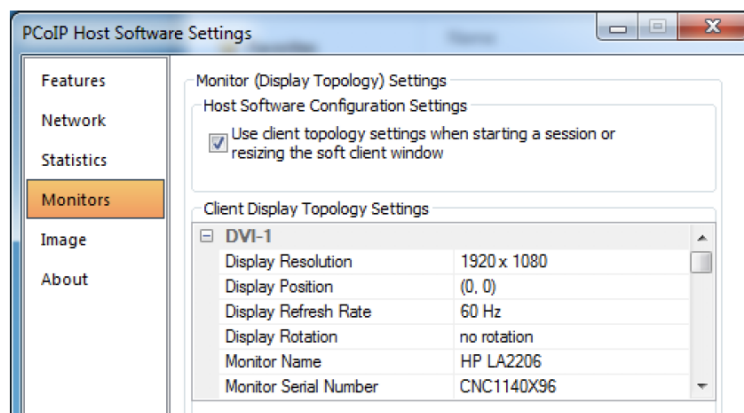 PCoIP Host Software Settings
Features
Network
Statistics
Monitors
Image
About
Monitor (Display Topology) Settings
Host Software Configuration Settings
Use client topology settings when starting a session or
resizing the soft client window
Client Display Topology Settings
DVI-1
Display Resolution 1920 x 1080
Display Position (0, 0)
Display Refresh Rate 60 Hz
Display Rotation no rotation
Monitor Name HP LA2206
Monitor Serial Number CNC1140X96